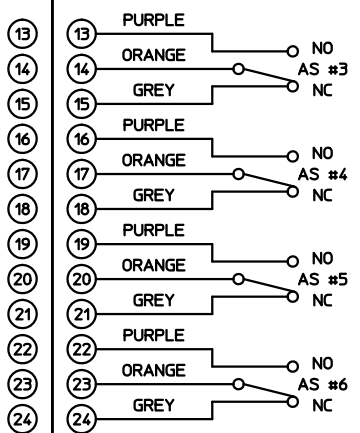 13 13 PURPLE NO
14 14 ORANGE AS #3
15 15 GREY NC
16 16 PURPLE NO
17 17 ORANGE AS #4
18 18 GREY NC
19 19 PURPLE NO
20 20 ORANGE AS #5
21 21 GREY NC
22 22 PURPLE NO
23 23 ORANGE AS #6
24 24 GREY NC